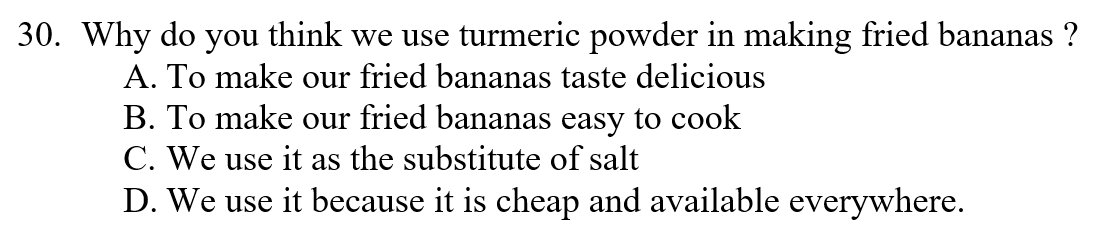 30. Why do you think we use turmeric powder in making fried bananas ?
A. To make our fried bananas taste delicious
B. To make our fried bananas easy to cook
C. We use it as the substitute of salt
D. We use it because it is cheap and available everywhere.